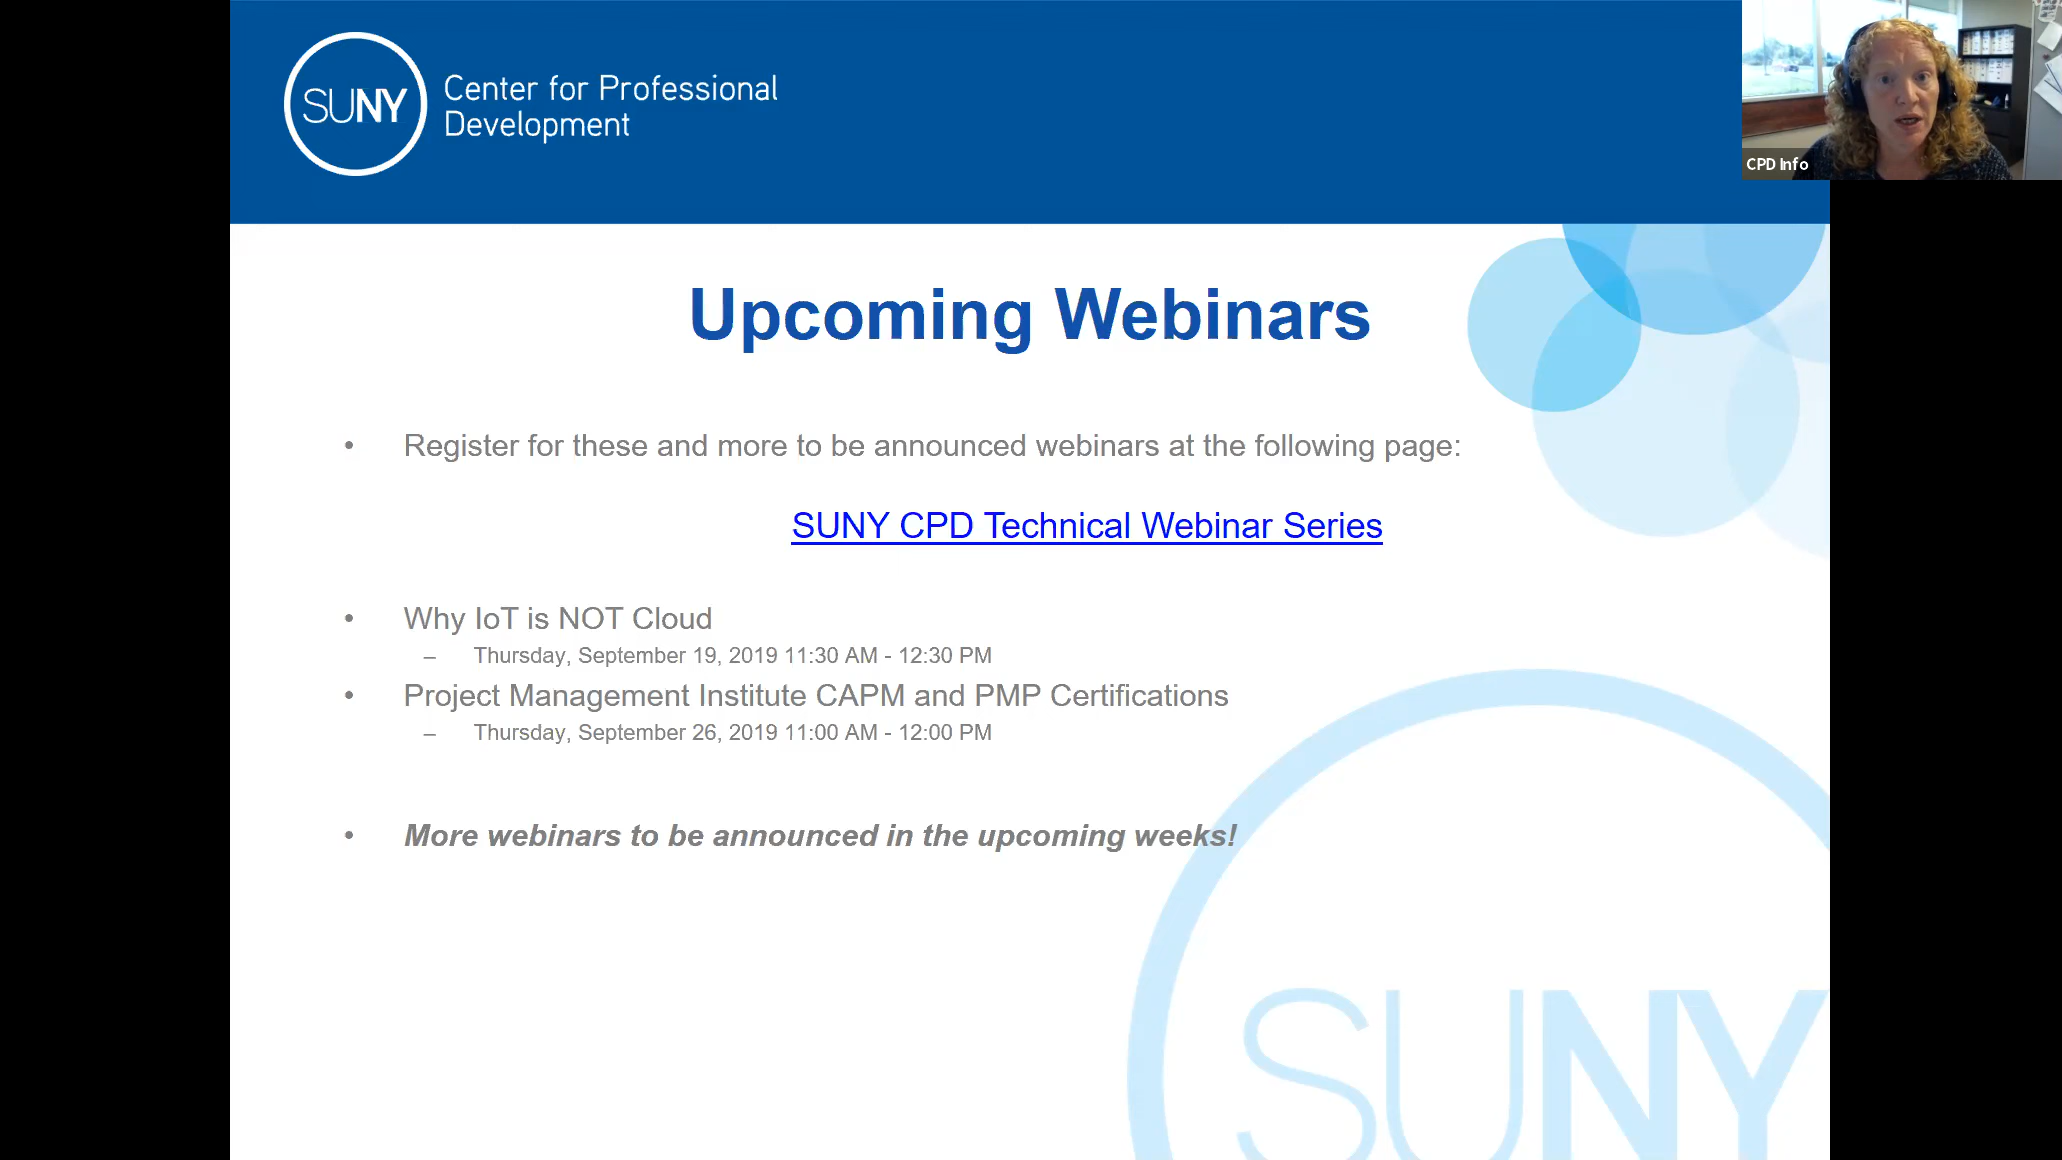 SUNY
Center for Professional
Development
CPD Info
Upcoming Webinars
• Register for these and more to be announced webinars at the following page:
SUNY CPD Technical Webinar Series
• Why IoT is NOT Cloud
– Thursday, September 19, 2019 11:30 AM - 12:30 PM
• Project Management Institute CAPM and PMP Certifications
– Thursday, September 26, 2019 11:00 AM - 12:00 PM
• More webinars to be announced in the upcoming weeks!
SUNY